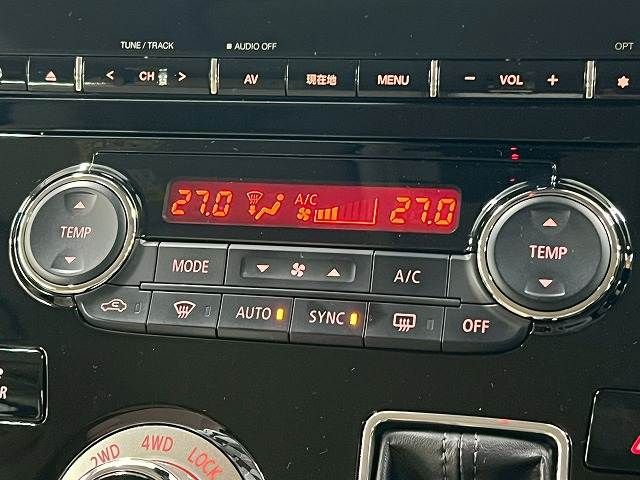 TUNE / TRACK
AUDIO OFF
OPT
CH
AV
現在地
MENU
VOL
27.0
A/C
27.0
TEMP
TEMP
MODE
A/C
AUTO
SYNC
OFF
2WD
4WD
LOCK